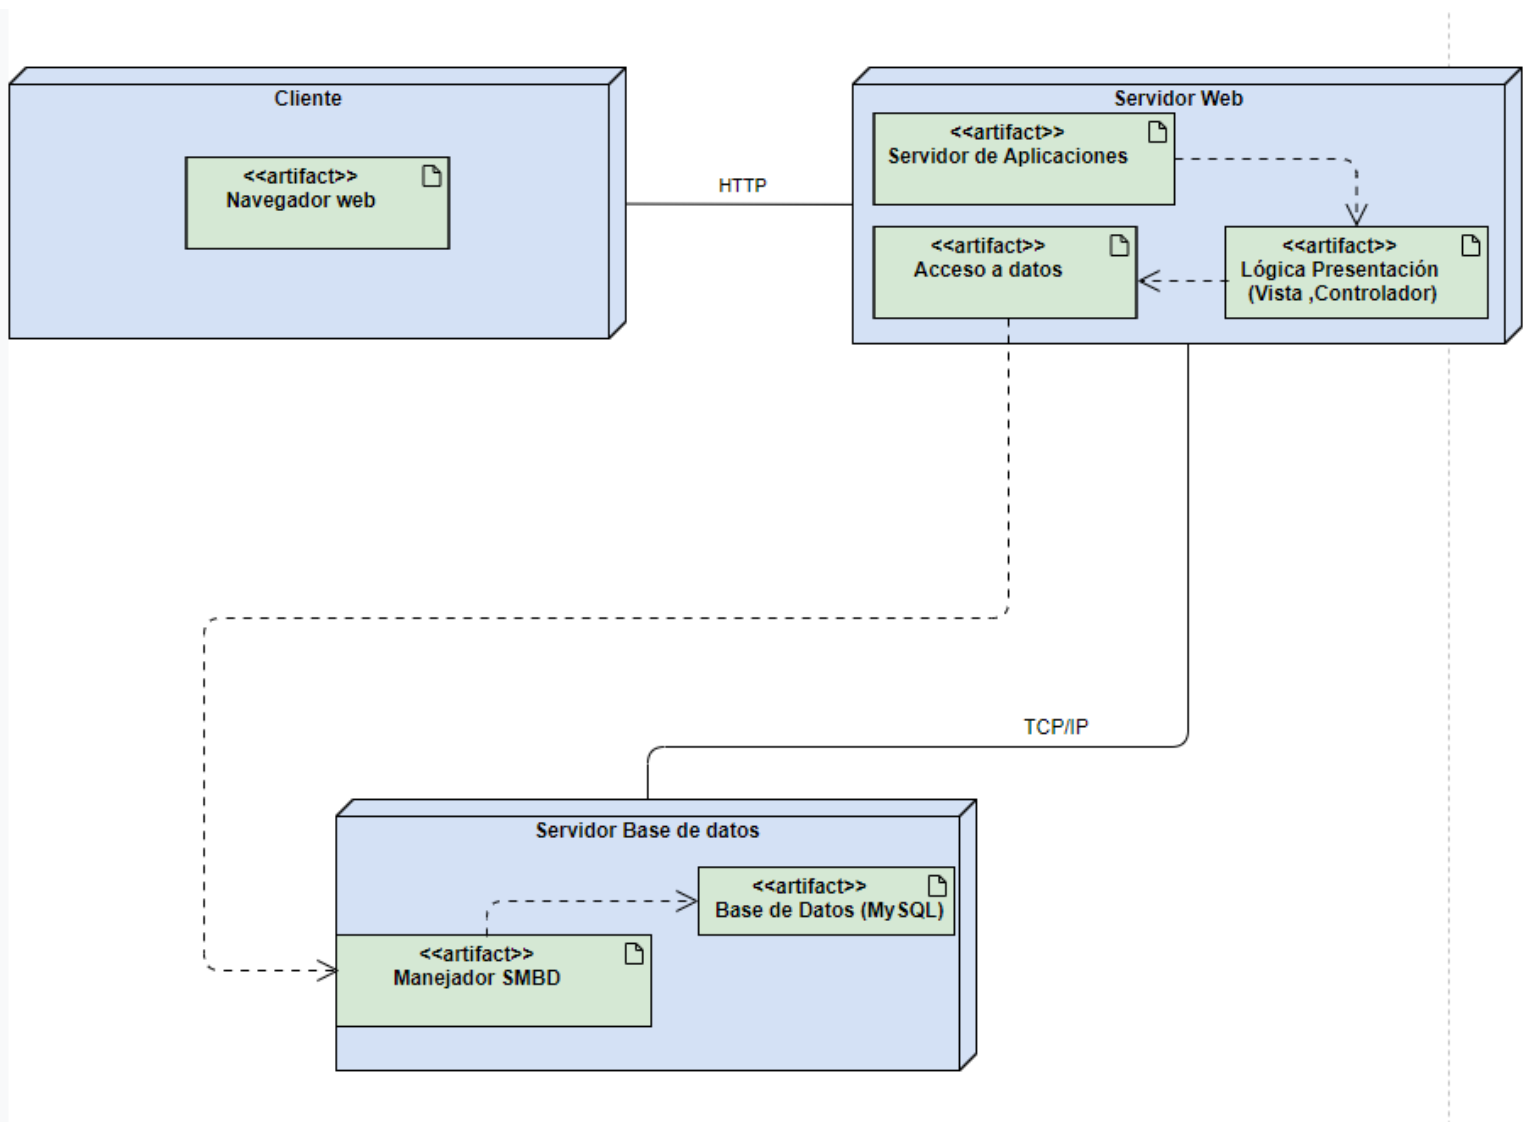 Cliente
<<artifact>>
Navegador web
HTTP
Servidor Web
<<artifact>>
Servidor de Aplicaciones
<<artifact>>
Acceso a datos
<<artifact>>
Lógica Presentación
(Vista ,Controlador)
TCP/IP
Servidor Base de datos
<<artifact>>
Base de Datos (MySQL)
<<artifact>>
Manejador SMBD